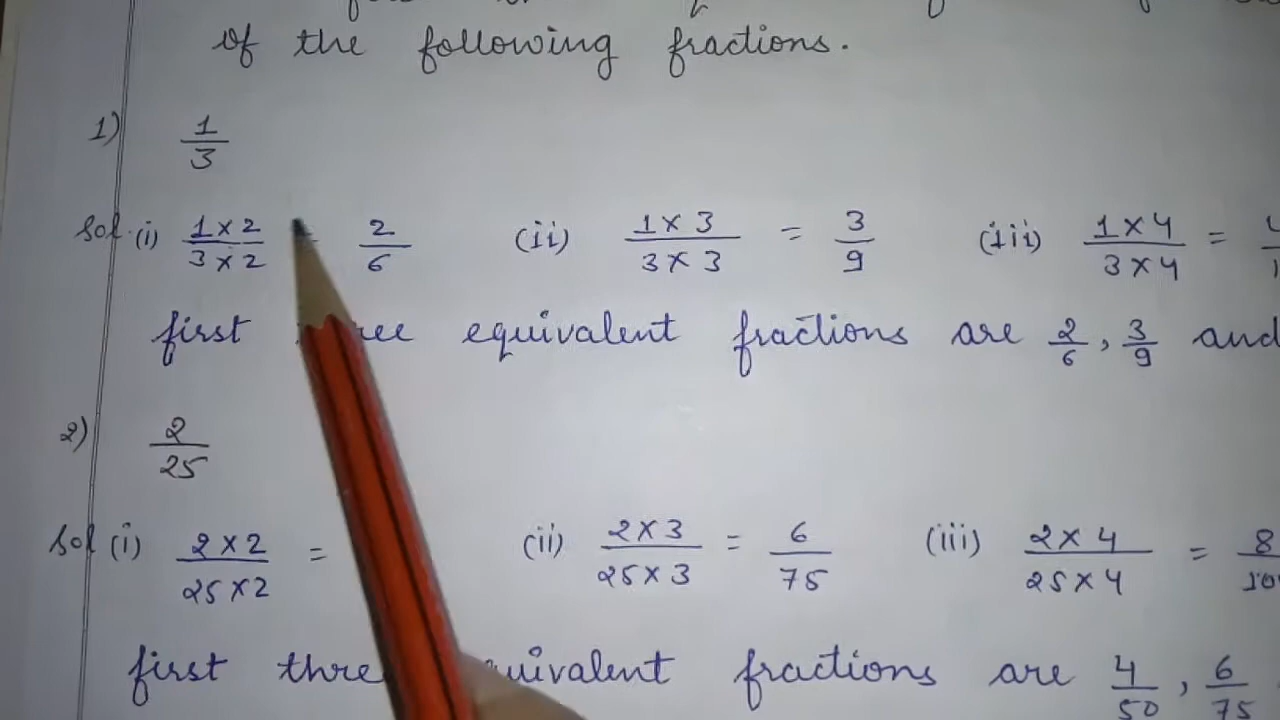 of the following fractions.
1) 1/3
Sol. (i) 1×2/3×2 = 2/6 (ii) 1×3/3×3 = 3/9 (iii) 1×4/3×4 =
first equivalent fractions are 2/6, 3/9 and
2) 2/25
Sol (i) 2×2/25×2 = (ii) 2×3/25×3 = 6/75 (iii) 2×4/25×4 = 8
first equivalent fractions are 4/50, 6/75